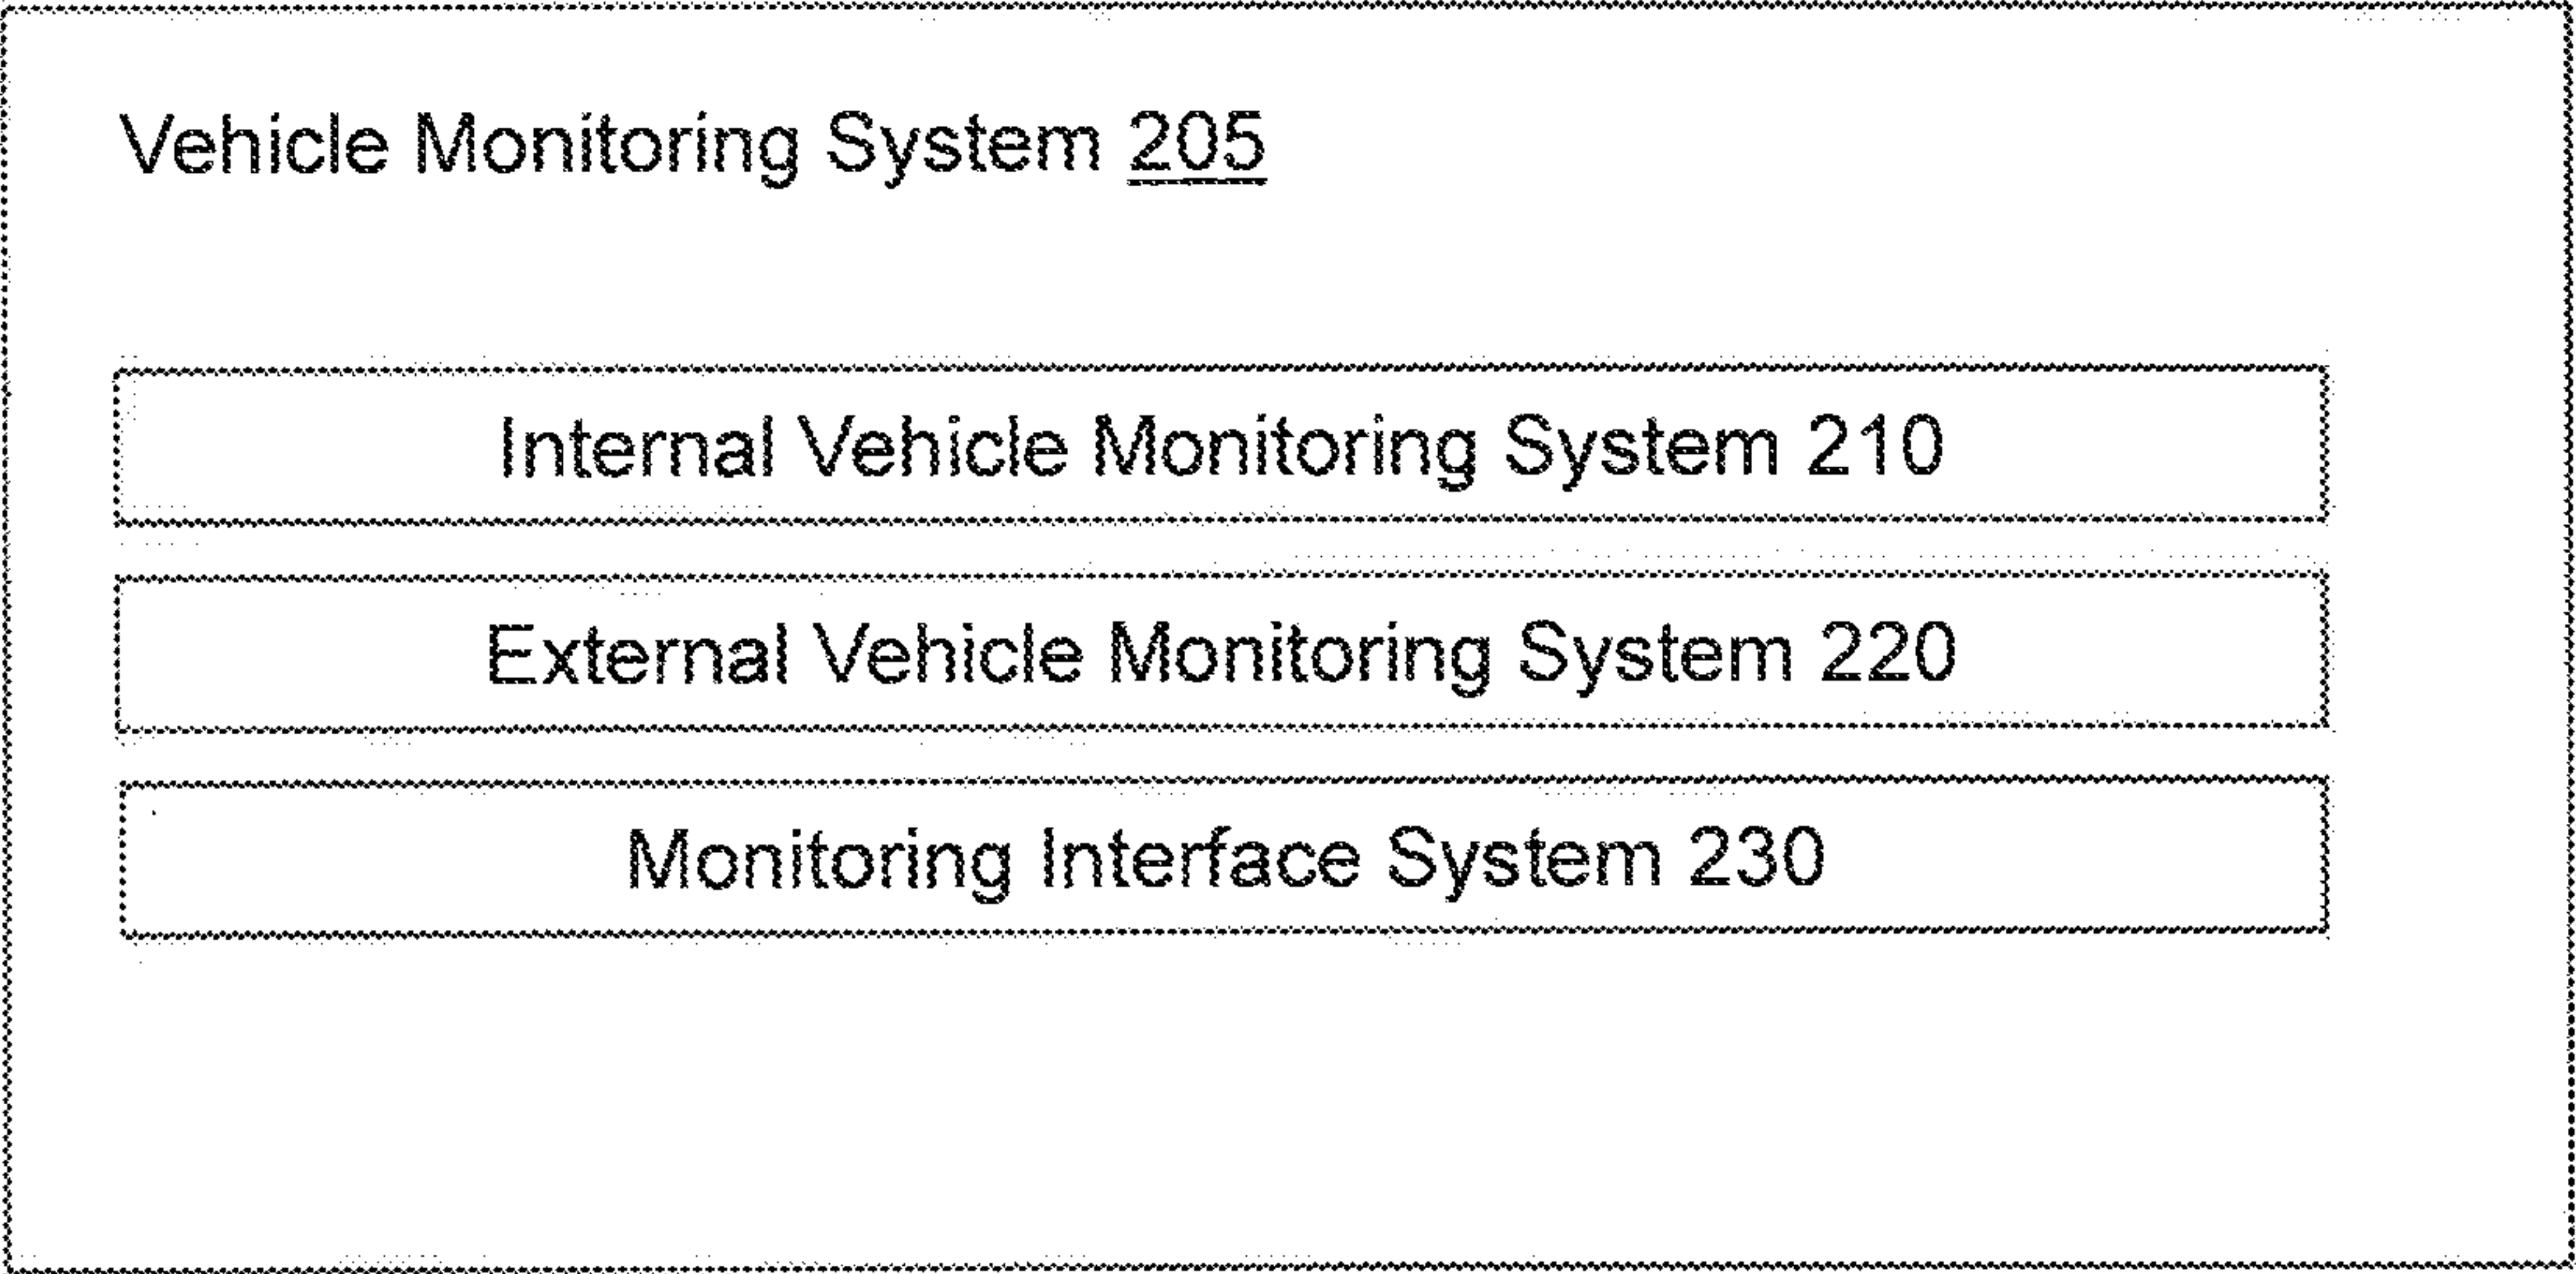 Vehicle Monitoring System 205
Internal Vehicle Monitoring System 210
External Vehicle Monitoring System 220
Monitoring Interface System 230